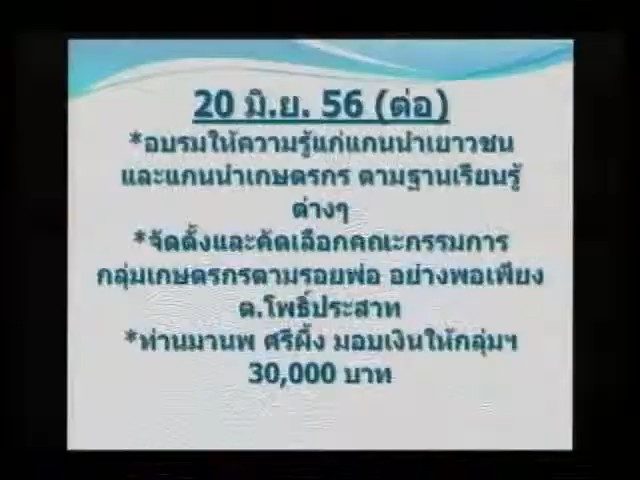 20 มิ.ย. 56 (ต่อ)
*อบรมให้ความรู้แก่แกนนำเยาวชน
และแกนนำเกษตรกร ตามฐานเรียนรู้
ต่างๆ
*จัดตั้งและคัดเลือกคณะกรรมการ
กลุ่มเกษตรกรตามรอยพ่อ อย่างพอเพียง
ต.โพธิ์ประสาท
*ท่านมานพ ศรีผึ้ง มอบเงินให้กลุ่มฯ
30,000 บาท